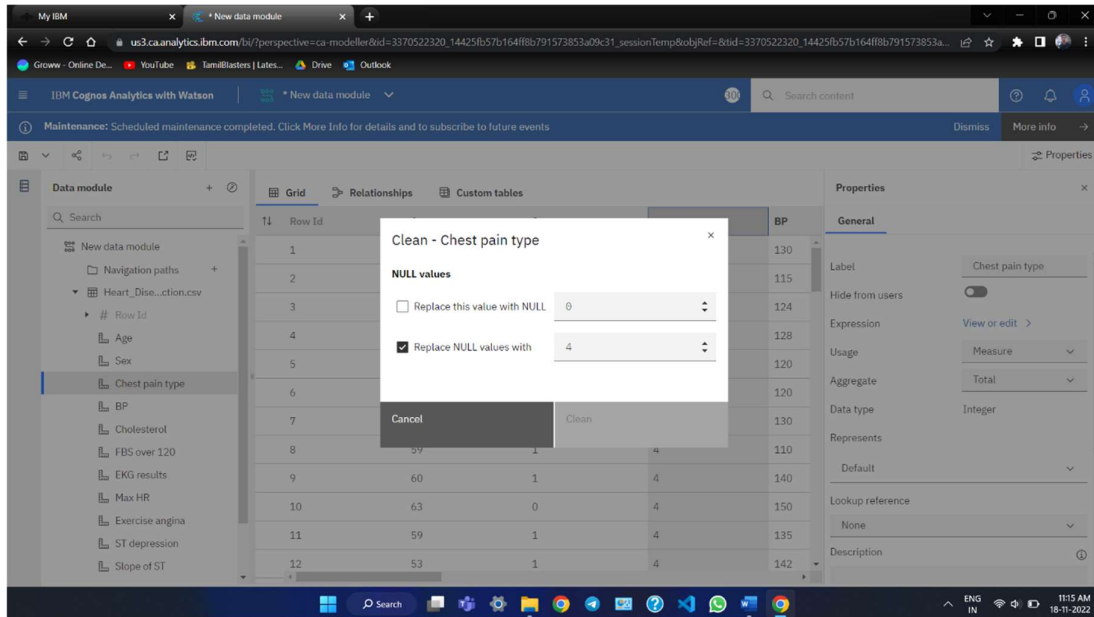 My IBM
* New data module
us3.ca.analytics.ibm.com/bi/?perspective=ca-modeller&id=3370522320_14425fb57b164ff8b791573853a09c31_sessionTemp&objRef=&tid=3370522320_14425fb57b164ff8b791573853a...
Groww - Online De... YouTube TamilBlasters | Lates... Drive Outlook
IBM Cognos Analytics with Watson
* New data module
Search content
Maintenance: Scheduled maintenance completed. Click More Info for details and to subscribe to future events
Dismiss More info
Properties
Data module
Search
New data module
Navigation paths
Heart_Dise...ction.csv
# Row Id
Age
Sex
Chest pain type
BP
Cholesterol
FBS over 120
EKG results
Max HR
Exercise angina
ST depression
Slope of ST
Grid Relationships Custom tables
Row Id BP
1 130
2 115
3 124
4 128
5 120
6 120
7 130
8 59 1 4 110
9 60 1 4 140
10 63 0 4 150
11 59 1 4 135
12 53 1 4 142
Clean - Chest pain type
NULL values
Replace this value with NULL 0
Replace NULL values with 4
Cancel Clean
Properties
General
Label Chest pain type
Hide from users
Expression View or edit
Usage Measure
Aggregate Total
Data type Integer
Represents
Default
Lookup reference
None
Description
Search
ENG
IN
11:15 AM
18-11-2022